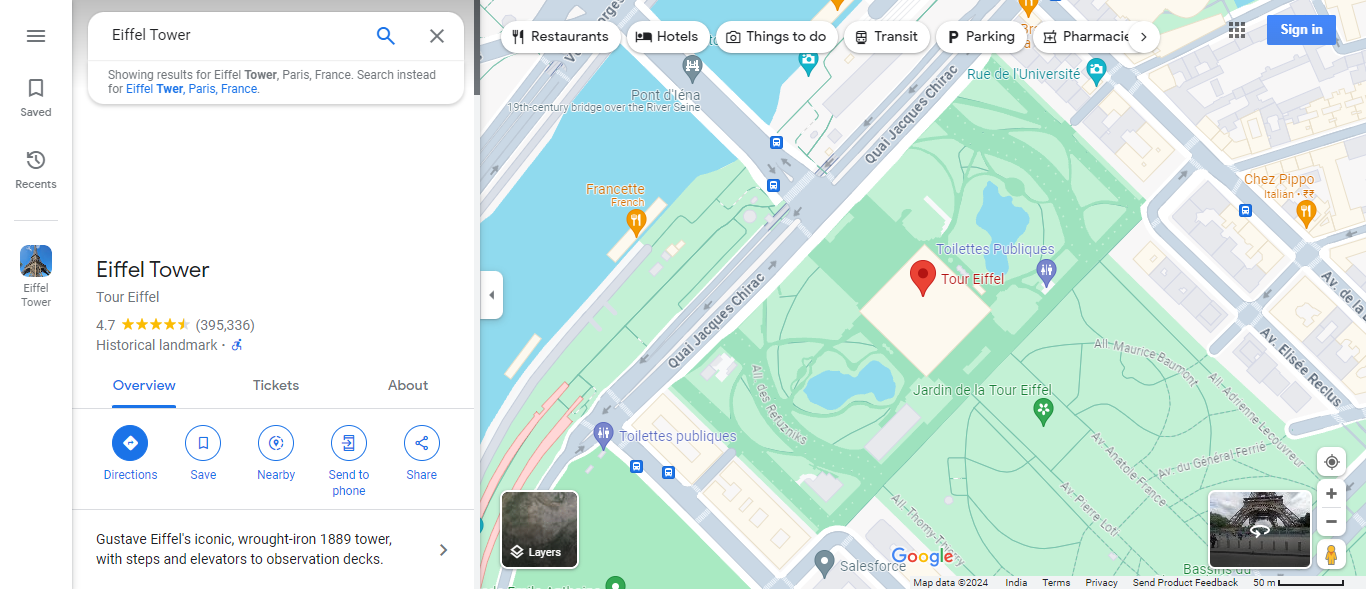 Eiffel Tower
Showing results for Eiffel Tower, Paris, France. Search instead
for Eiffel Twer, Paris, France.
Saved
Recents
Eiffel
Tower
Eiffel Tower
Tour Eiffel
4.7 (395,336)
Historical landmark ·
Overview
Tickets
About
Directions
Save
Nearby
Send to
phone
Share
Gustave Eiffel's iconic, wrought-iron 1889 tower,
with steps and elevators to observation decks.
Restaurants
Hotels
Things to do
Transit
P Parking
Pharmacie
Sign in
Pont d'Iéna
19th-century bridge over the River Seine
Rue de l'Université
Quai Jacques Chirac
Francette
French
Chez Pippo
Italian · ₹₹
Toilettes Publiques
Tour Eiffel
Quai Jacques Chirac
Av. de la
Av. Elisée Reclus
All. Maurice Baumont
All. Adrienne-Lecouvreur
Jardin de la Tour Eiffel
All. des Refuzniks
Toilettes publiques
Av. du Général Ferrié
Av. Anatole France
Av. Pierre Loti
All. Thomy-Thierry
Layers
Salesforce
Google
Bassins du
Map data ©2024 India Terms Privacy Send Product Feedback 50 m